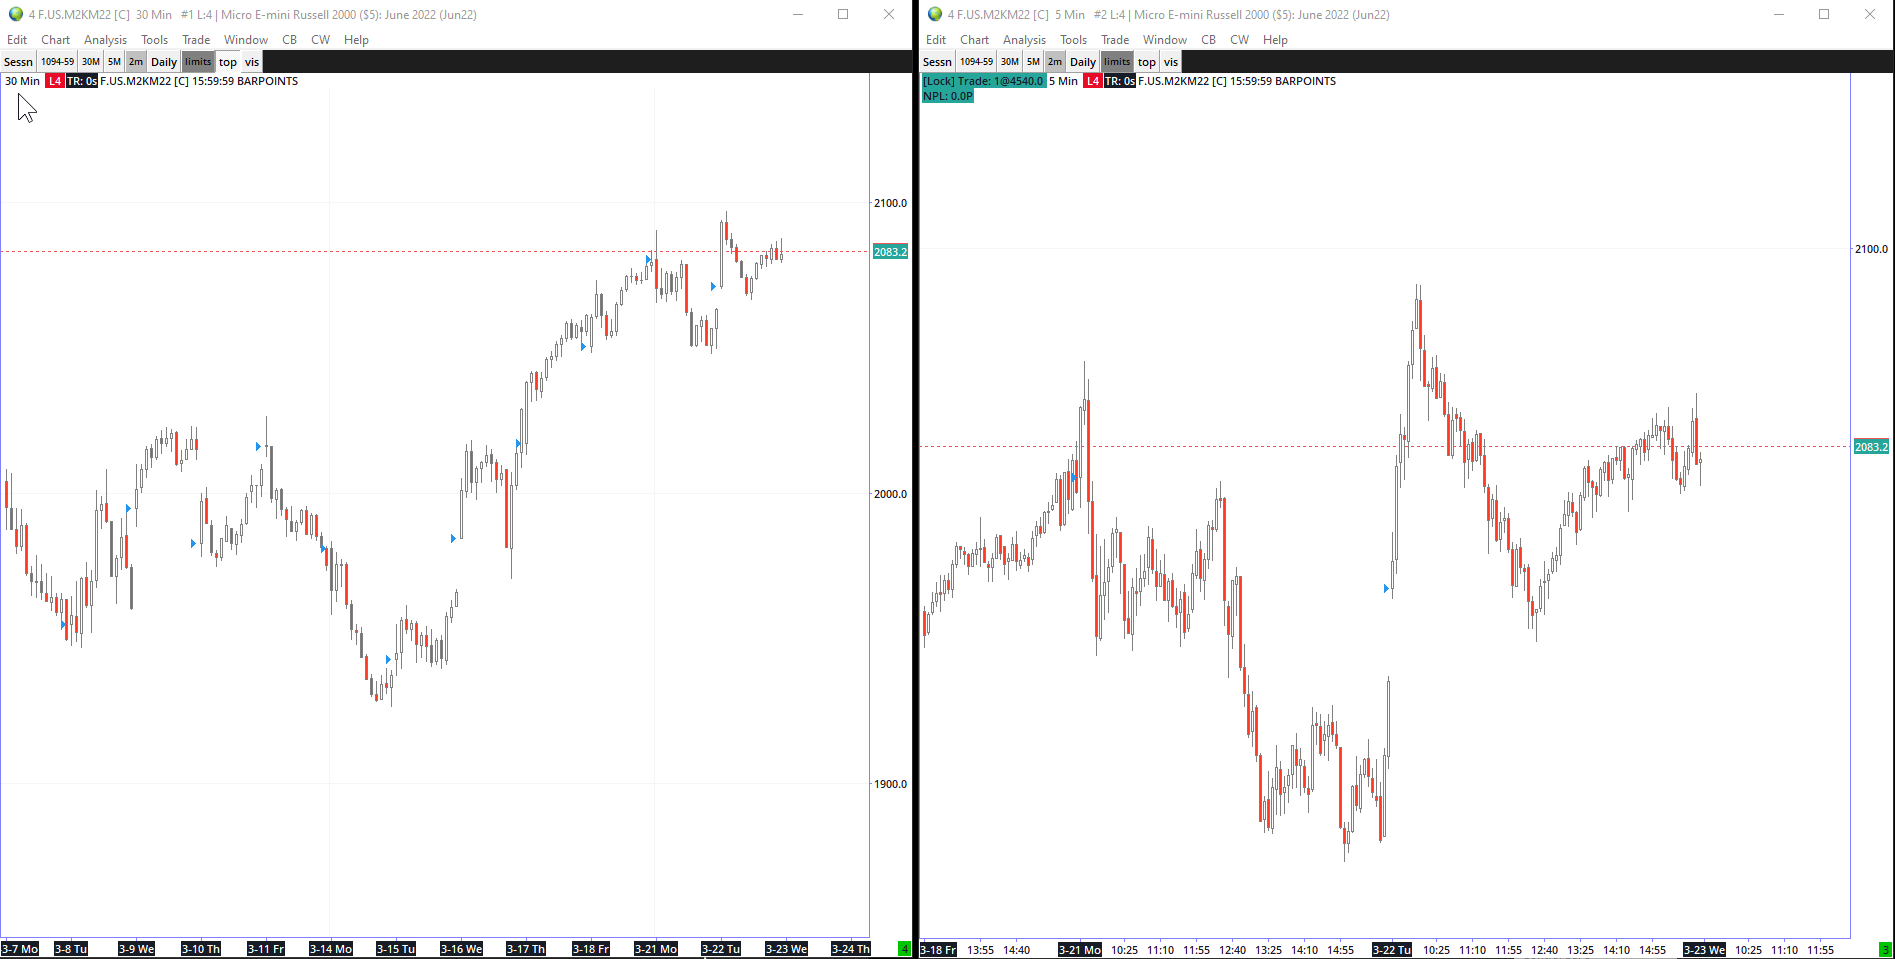 4 F.US.M2KM22 [C]  30 Min   #1 L:4 | Micro E-mini Russell 2000 ($5): June 2022 (Jun22)
Edit Chart Analysis Tools Trade Window CB CW Help
Sessn 1094-59 30M 5M 2m Daily limits top vis
30 Min L4 TR: 0s F.US.M2KM22 [C] 15:59:59 BARPOINTS
2100.0
2083.2
2000.0
1900.0
3-7 Mo 3-8 Tu 3-9 We 3-10 Th 3-11 Fr 3-14 Mo 3-15 Tu 3-16 We 3-17 Th 3-18 Fr 3-21 Mo 3-22 Tu 3-23 We 3-24 Th 4
4 F.US.M2KM22 [C]  5 Min   #2 L:4 | Micro E-mini Russell 2000 ($5): June 2022 (Jun22)
Edit Chart Analysis Tools Trade Window CB CW Help
Sessn 1094-59 30M 5M 2m Daily limits top vis
[Lock] Trade: 1@4540.0 5 Min L4 TR: 0s F.US.M2KM22 [C] 15:59:59 BARPOINTS
NPL: 0.0P
2100.0
2083.2
3-18 Fr 13:55 14:40 3-21 Mo 10:25 11:10 11:55 12:40 13:25 14:10 14:55 3-22 Tu 10:25 11:10 11:55 12:40 13:25 14:10 14:55 3-23 We 10:25 11:10 11:55 3